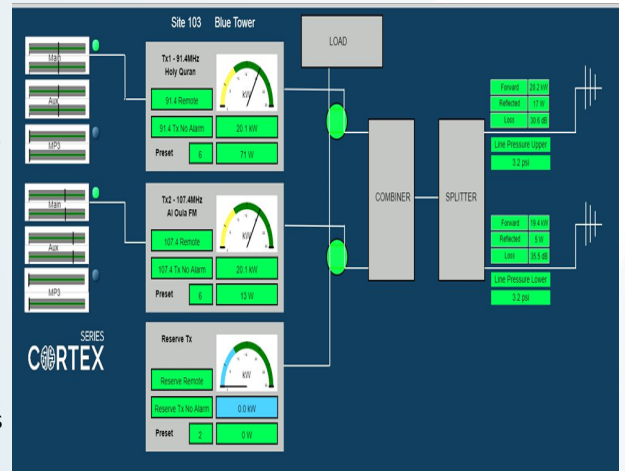 Site 103 Blue Tower
LOAD
Main
Aux
MP3
Tx1 - 91.4MHz
Holy Quran
91.4 Remote
91.4 Tx No Alarm
Preset 6
kW
20.1 kW
71 W
Main
Aux
MP3
Tx2 - 107.4MHz
Al Oula FM
107.4 Remote
107.4 Tx No Alarm
Preset 6
kW
20.1 kW
13 W
Reserve Tx
Reserve Remote
Reserve Tx No Alarm
Preset 2
kW
0.0 kW
0 W
COMBINER
SPLITTER
Forward 20.2 kW
Reflected 17 W
Loss 30.6 dB
Line Pressure Upper
3.2 psi
Forward 19.4 kW
Reflected 5 W
Loss 35.5 dB
Line Pressure Lower
3.2 psi
SERIES
CORTEX
s